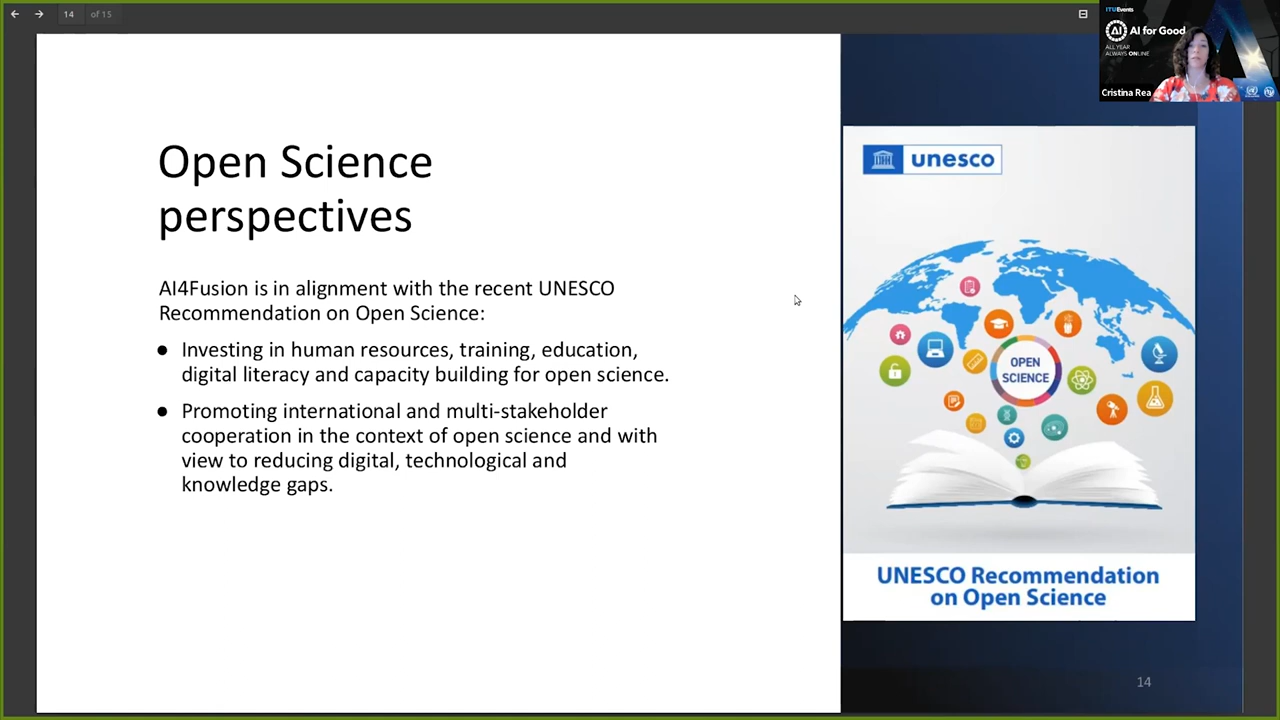 14 of 15
ITUEvents
AI AI for Good
ALL YEAR
ALWAYS ONLINE
Cristina Rea
Open Science
perspectives
AI4Fusion is in alignment with the recent UNESCO
Recommendation on Open Science:
● Investing in human resources, training, education,
digital literacy and capacity building for open science.
● Promoting international and multi-stakeholder
cooperation in the context of open science and with
view to reducing digital, technological and
knowledge gaps.
unesco
OPEN
SCIENCE
UNESCO Recommendation
on Open Science
14